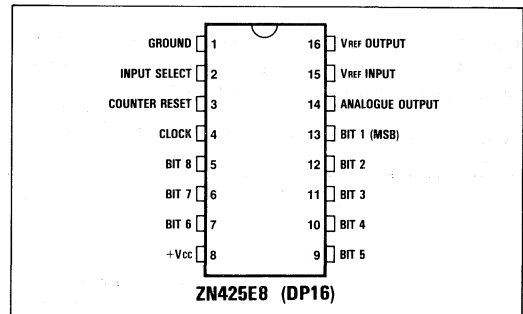 GROUND 1 16 VREF OUTPUT
INPUT SELECT 2 15 VREF INPUT
COUNTER RESET 3 14 ANALOGUE OUTPUT
CLOCK 4 13 BIT 1 (MSB)
BIT 8 5 12 BIT 2
BIT 7 6 11 BIT 3
BIT 6 7 10 BIT 4
+Vcc 8 9 BIT 5
ZN425E8 (DP16)